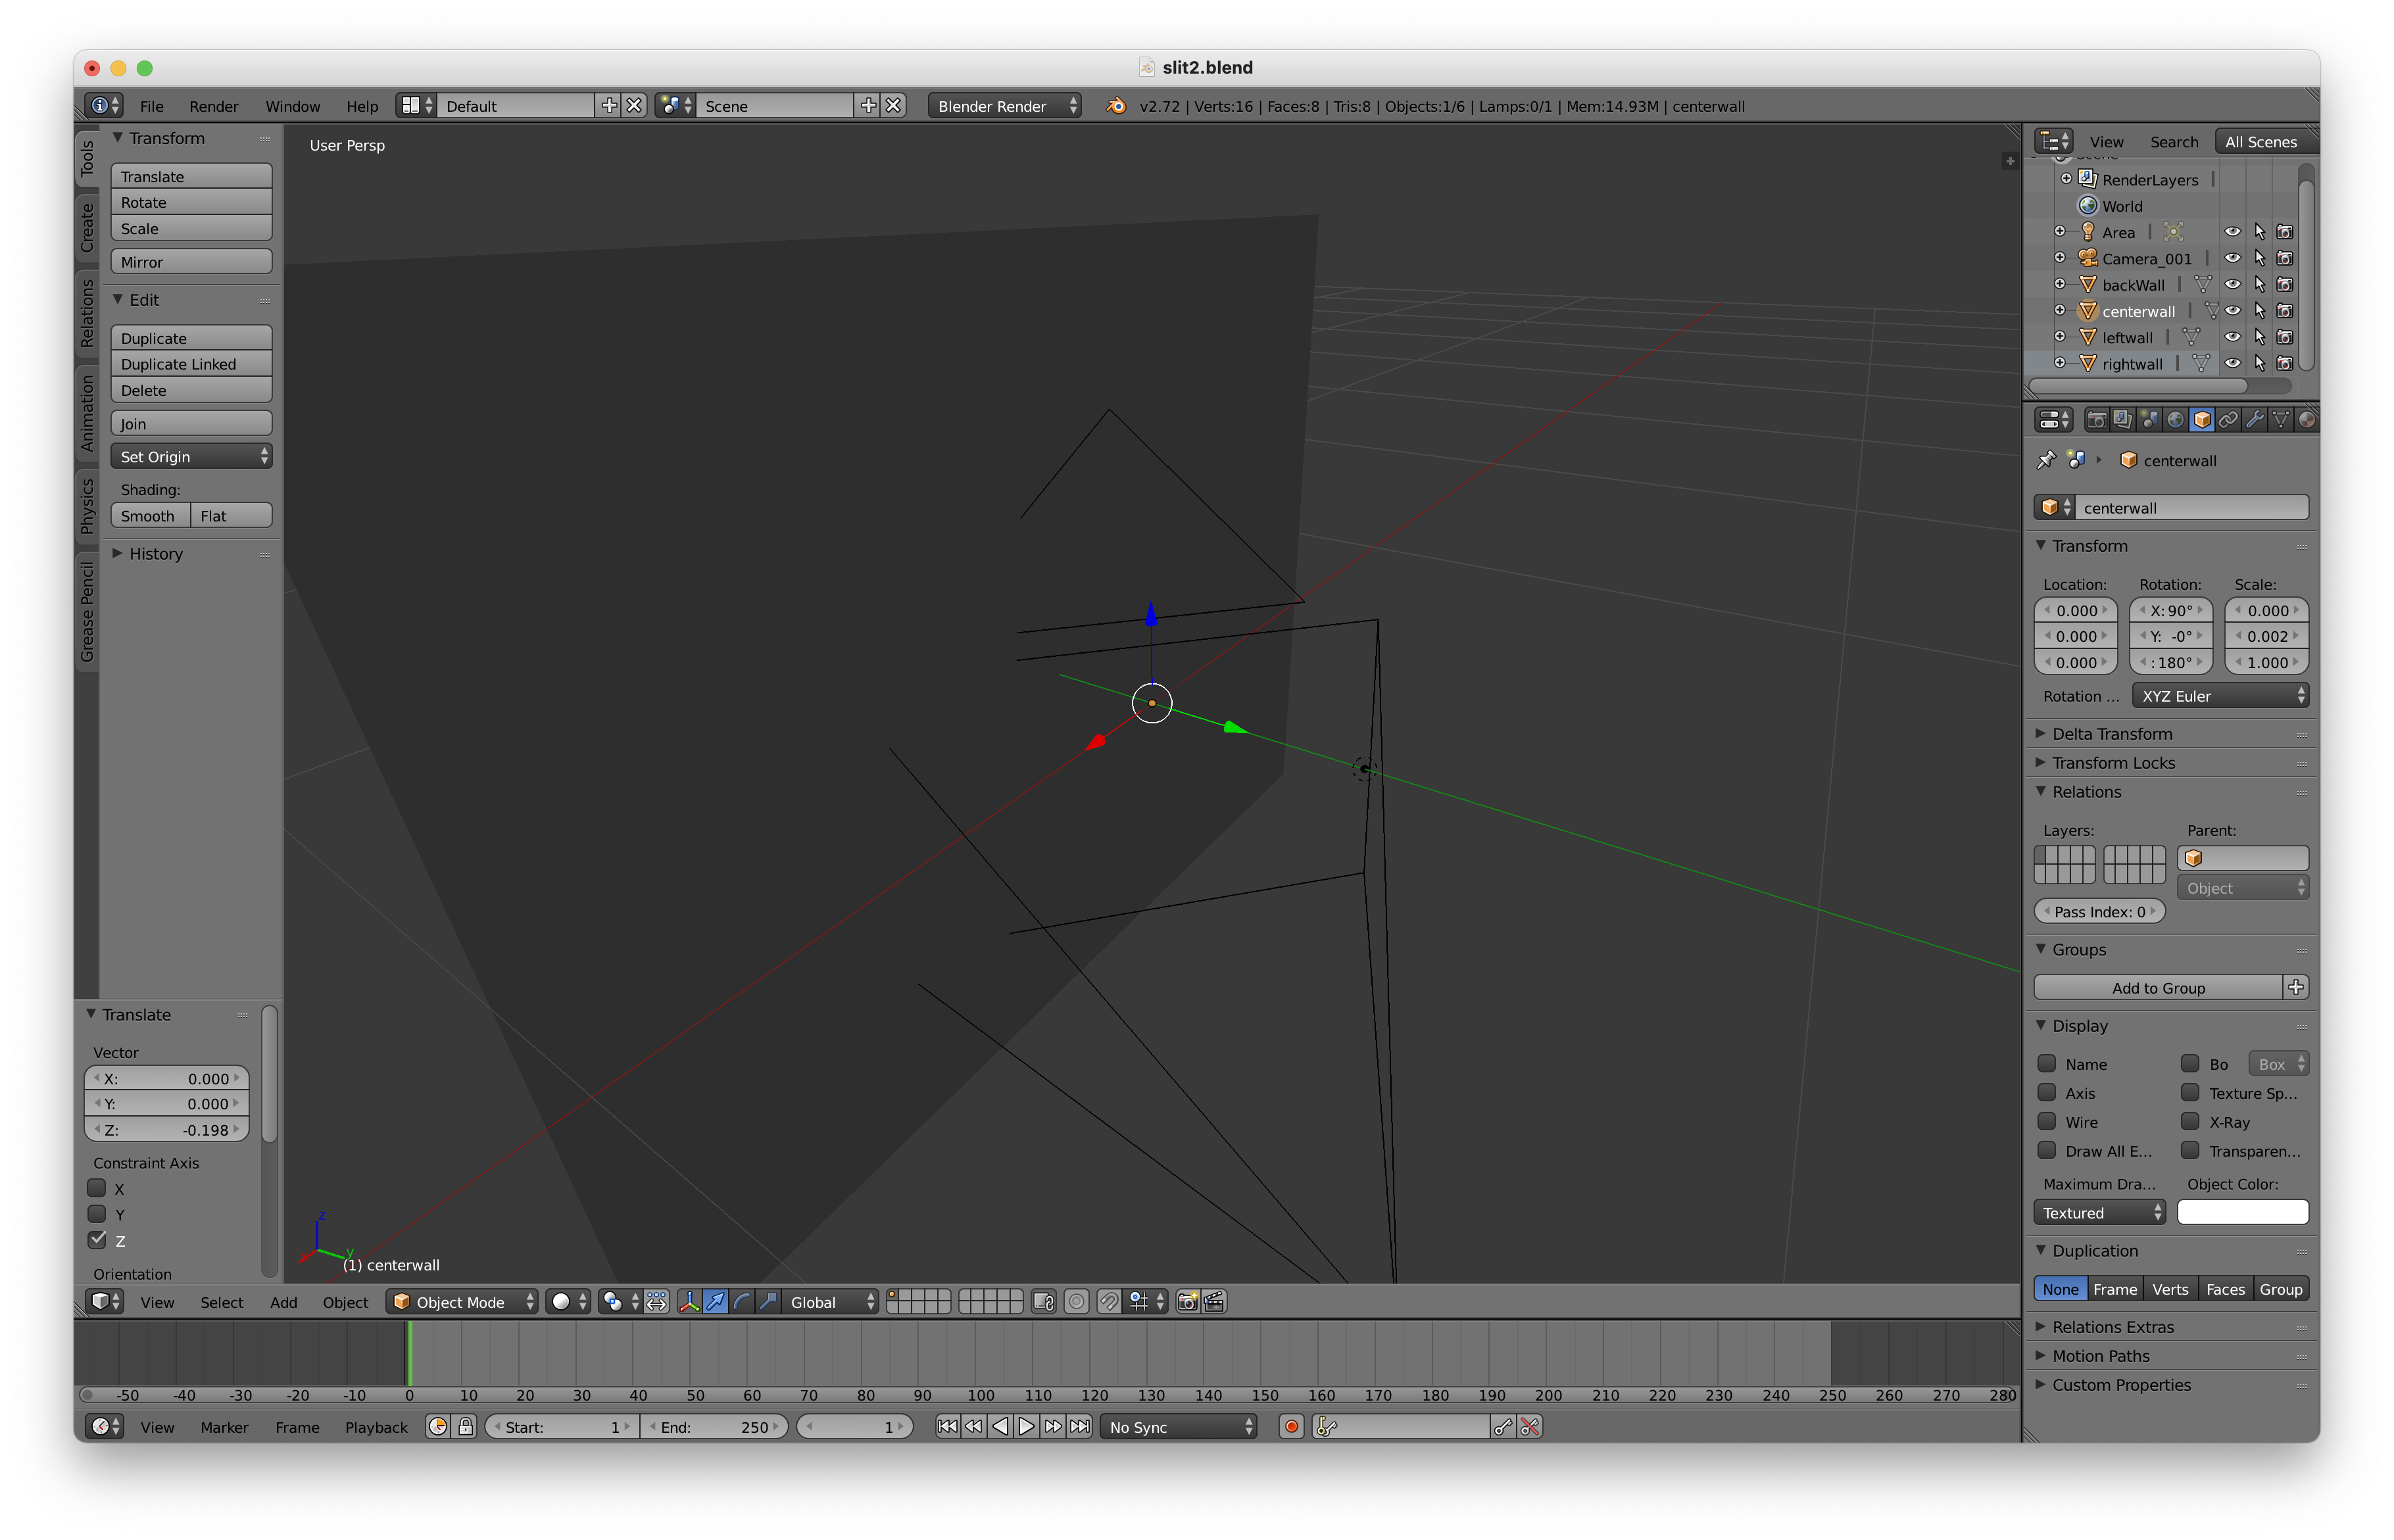 slit2.blend
File Render Window Help Default Scene Blender Render v2.72 | Verts:16 | Faces:8 | Tris:8 | Objects:1/6 | Lamps:0/1 | Mem:14.93M | centerwall
Tools
Create
Relations
Animation
Physics
Grease Pencil
Transform
Translate
Rotate
Scale
Mirror
Edit
Duplicate
Duplicate Linked
Delete
Join
Set Origin
Shading:
Smooth Flat
History
Translate
Vector
X: 0.000
Y: 0.000
Z: -0.198
Constraint Axis
X
Y
Z
Orientation
User Persp
z
y
(1) centerwall
View Select Add Object Object Mode Global
-50 -40 -30 -20 -10 0 10 20 30 40 50 60 70 80 90 100 110 120 130 140 150 160 170 180 190 200 210 220 230 240 250 260 270 280
View Marker Frame Playback Start: 1 End: 250 1 No Sync
View Search All Scenes
RenderLayers
World
Area
Camera_001
backWall
centerwall
leftwall
rightwall
centerwall
centerwall
Transform
Location: Rotation: Scale:
0.000 X: 90° 0.000
0.000 Y: -0° 0.002
0.000 : 180° 1.000
Rotation ... XYZ Euler
Delta Transform
Transform Locks
Relations
Layers: Parent:
Object
Pass Index: 0
Groups
Add to Group
Display
Name Bo Box
Axis Texture Sp...
Wire X-Ray
Draw All E... Transparen...
Maximum Dra... Object Color:
Textured
Duplication
None Frame Verts Faces Group
Relations Extras
Motion Paths
Custom Properties